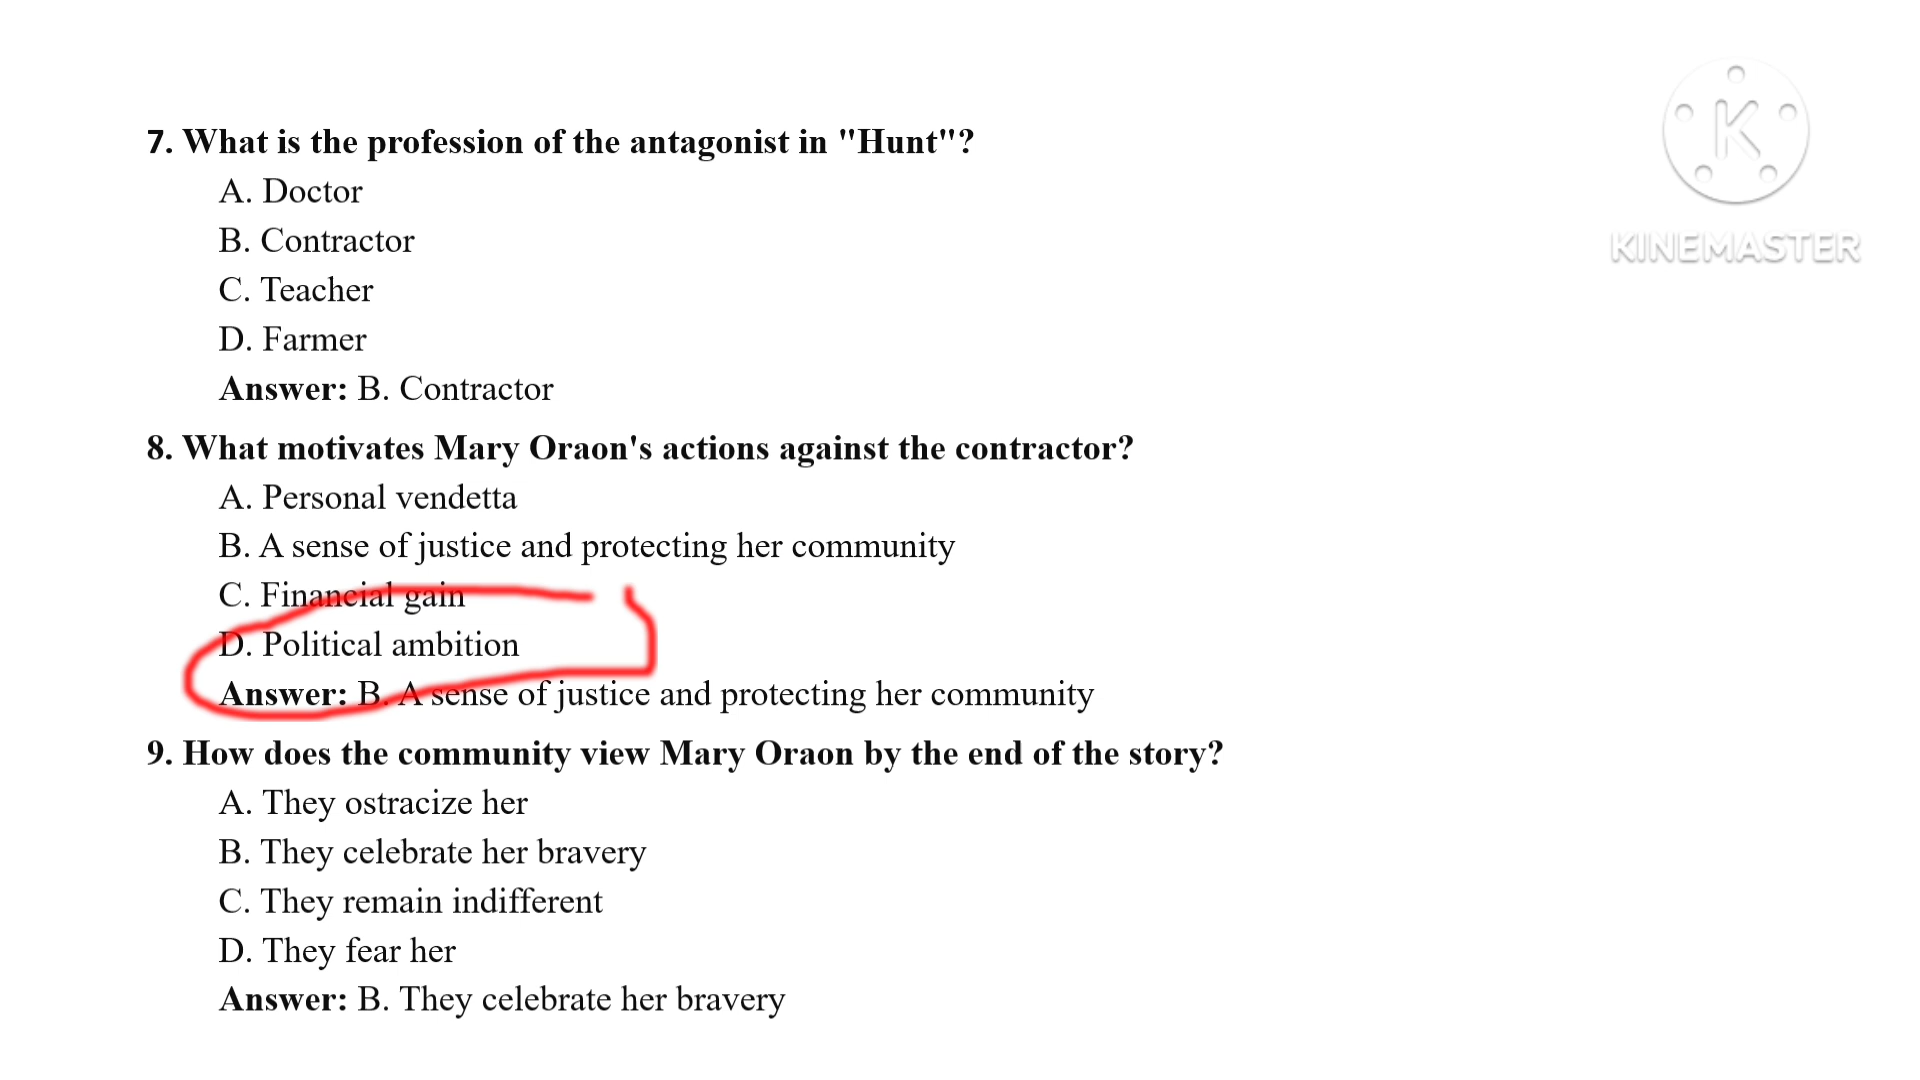 7. What is the profession of the antagonist in "Hunt"?
A. Doctor
B. Contractor
C. Teacher
D. Farmer
Answer: B. Contractor
8. What motivates Mary Oraon's actions against the contractor?
A. Personal vendetta
B. A sense of justice and protecting her community
C. Financial gain
D. Political ambition
Answer: B. A sense of justice and protecting her community
9. How does the community view Mary Oraon by the end of the story?
A. They ostracize her
B. They celebrate her bravery
C. They remain indifferent
D. They fear her
Answer: B. They celebrate her bravery
K
KINEMASTER